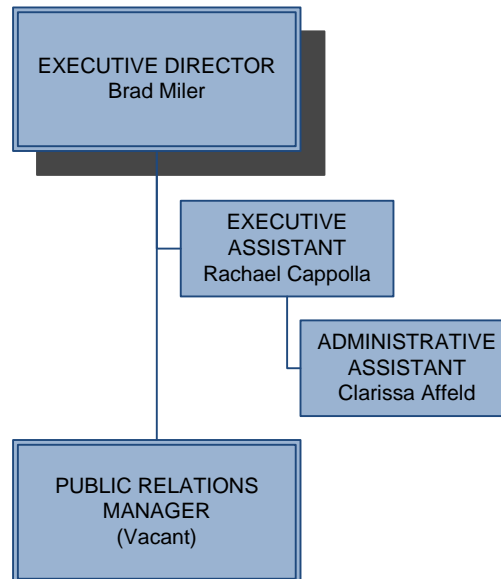 EXECUTIVE DIRECTOR
Brad Miler
EXECUTIVE
ASSISTANT
Rachael Cappolla
ADMINISTRATIVE
ASSISTANT
Clarissa Affeld
PUBLIC RELATIONS
MANAGER
(Vacant)